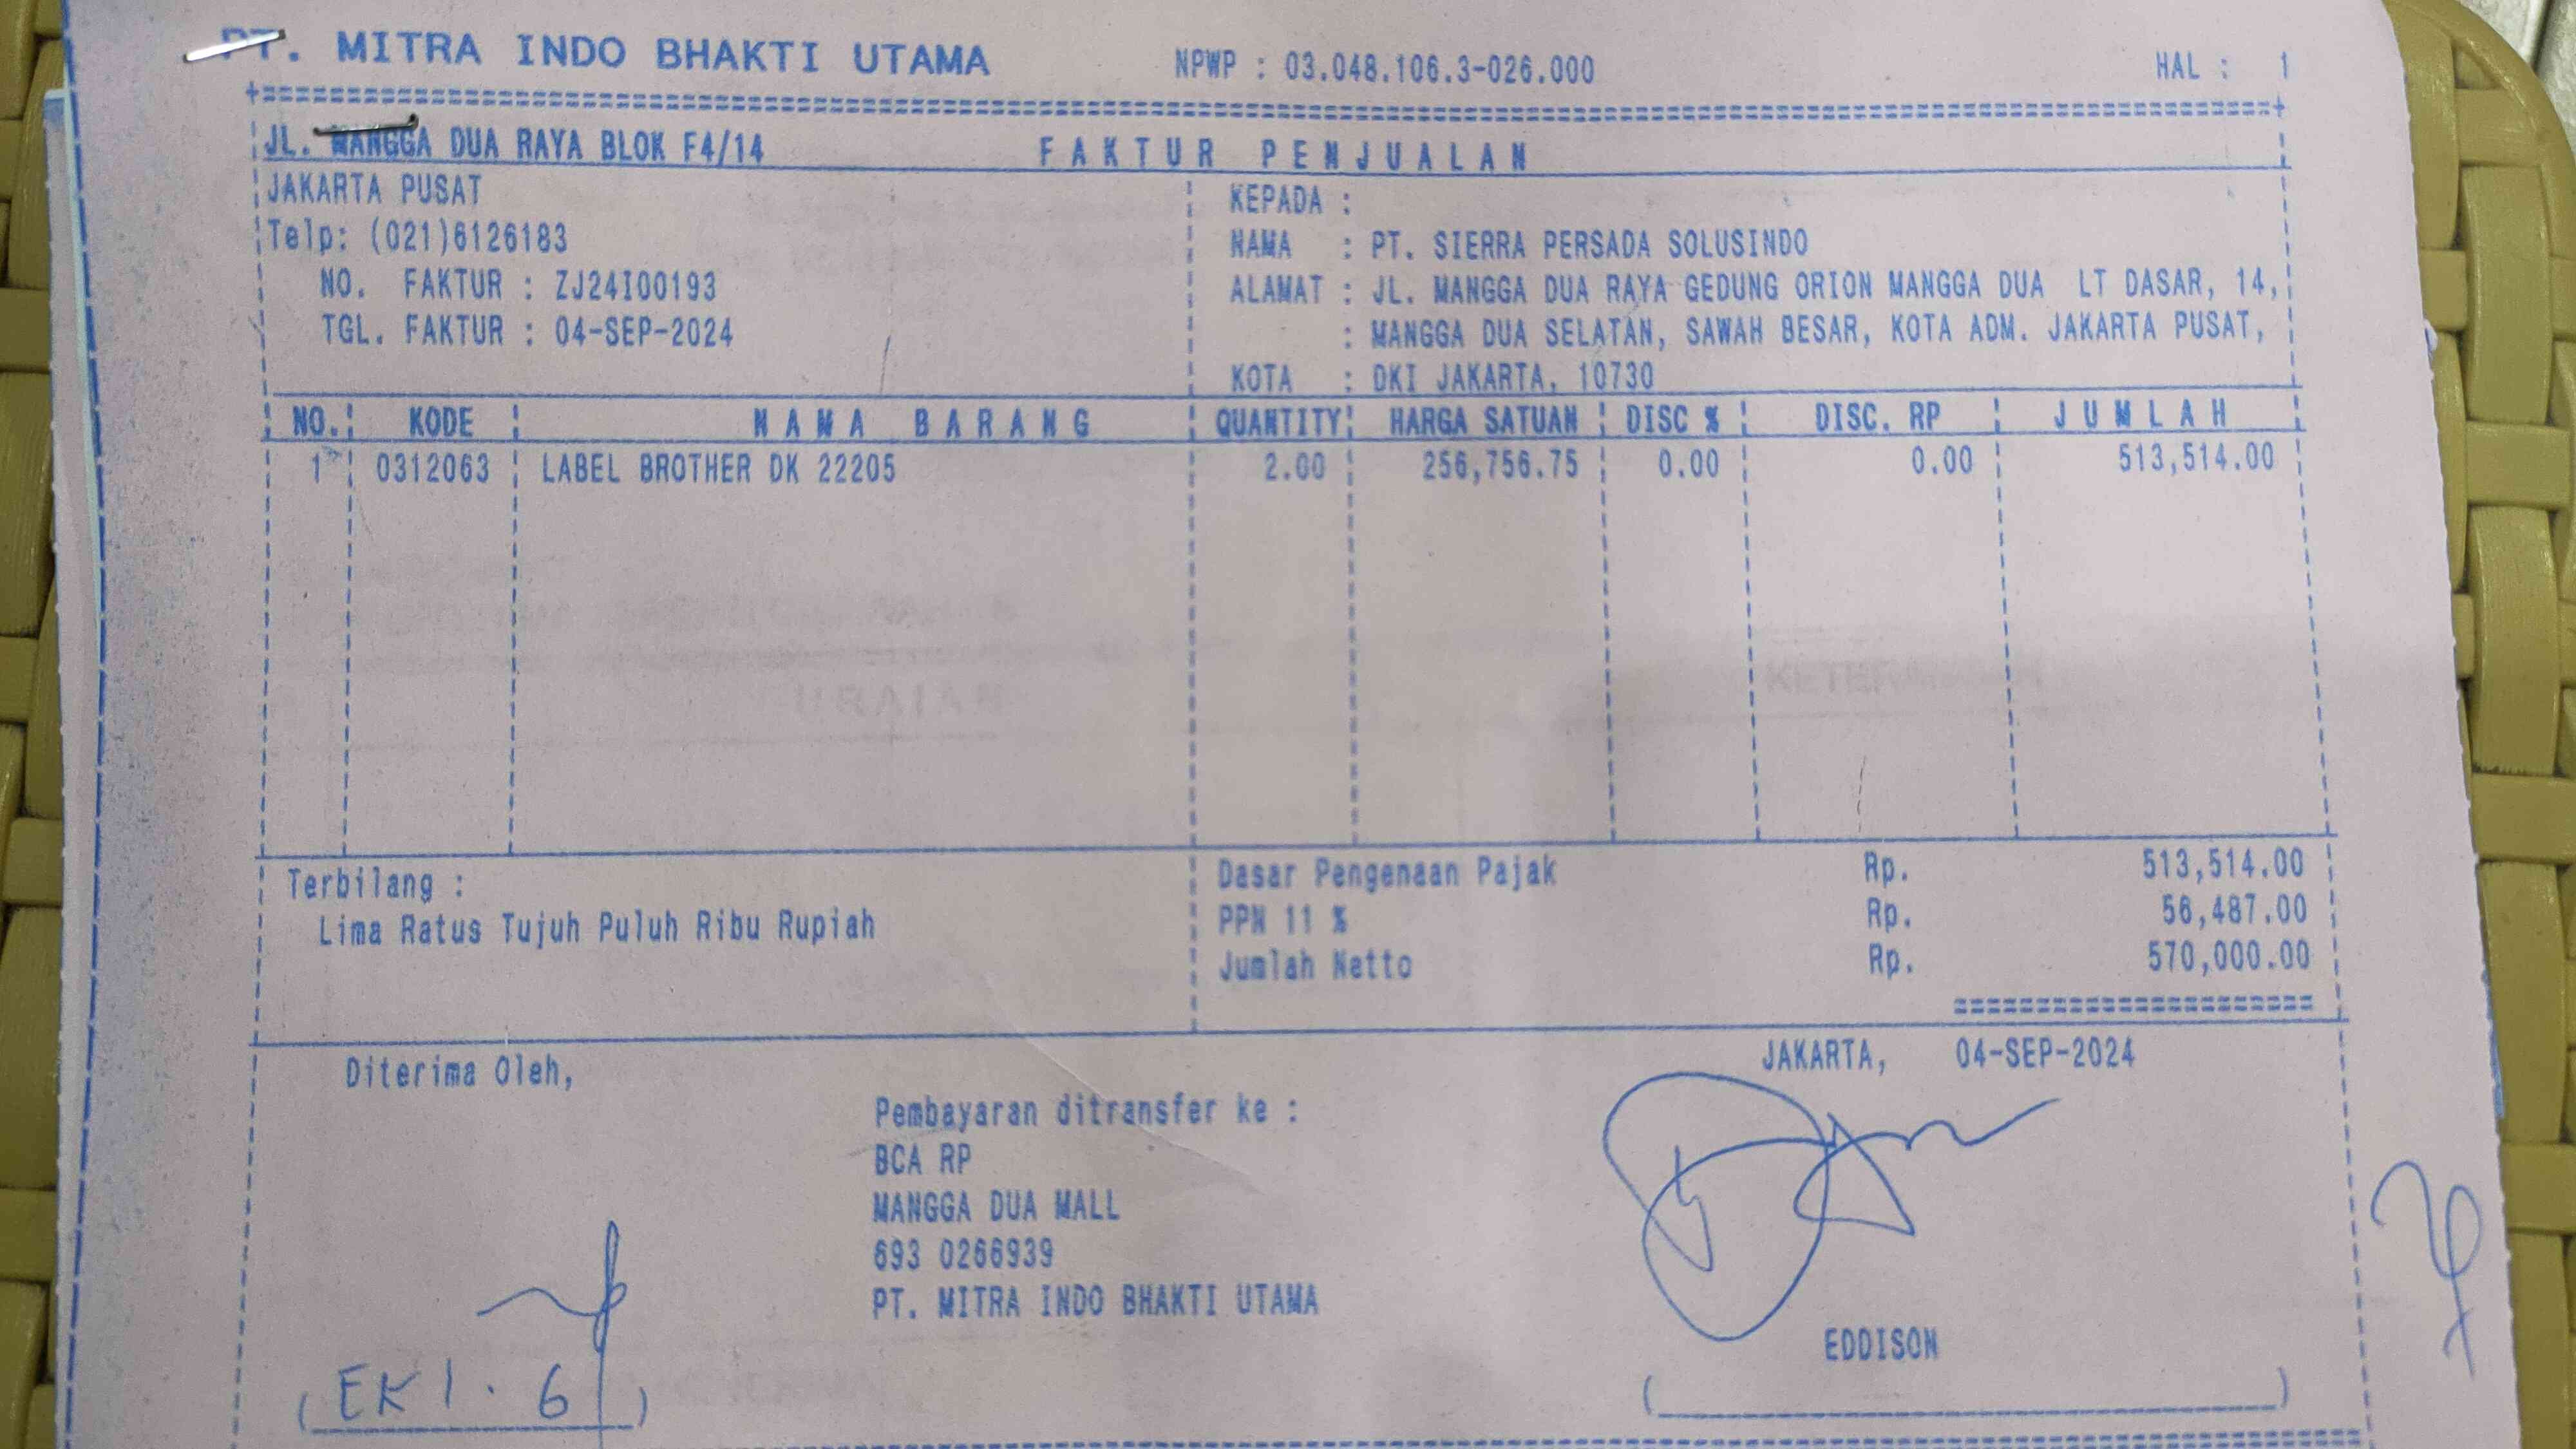 PT. MITRA INDO BHAKTI UTAMA NPWP : 03.048.106.3-026.000 HAL : 1
JL. MANGGA DUA RAYA BLOK F4/14 FAKTUR PENJUALAN
JAKARTA PUSAT KEPADA :
Telp: (021)6126183 NAMA : PT. SIERRA PERSADA SOLUSINDO
NO. FAKTUR : ZJ24I00193 ALAMAT : JL. MANGGA DUA RAYA GEDUNG ORION MANGGA DUA LT DASAR, 14,
TGL. FAKTUR : 04-SEP-2024 : MANGGA DUA SELATAN, SAWAH BESAR, KOTA ADM. JAKARTA PUSAT,
KOTA : DKI JAKARTA, 10730
NO. KODE NAMA BARANG QUANTITY HARGA SATUAN DISC % DISC. RP JUMLAH
1 0312063 LABEL BROTHER DK 22205 2.00 256,756.75 0.00 0.00 513,514.00
URAIAN
Terbilang : Dasar Pengenaan Pajak Rp. 513,514.00
Lima Ratus Tujuh Puluh Ribu Rupiah PPN 11 % Rp. 56,487.00
Jumlah Netto Rp. 570,000.00
Diterima Oleh, JAKARTA, 04-SEP-2024
Pembayaran ditransfer ke :
BCA RP
MANGGA DUA MALL
693 0266939
PT. MITRA INDO BHAKTI UTAMA
EDDISON
(EKI. 6)